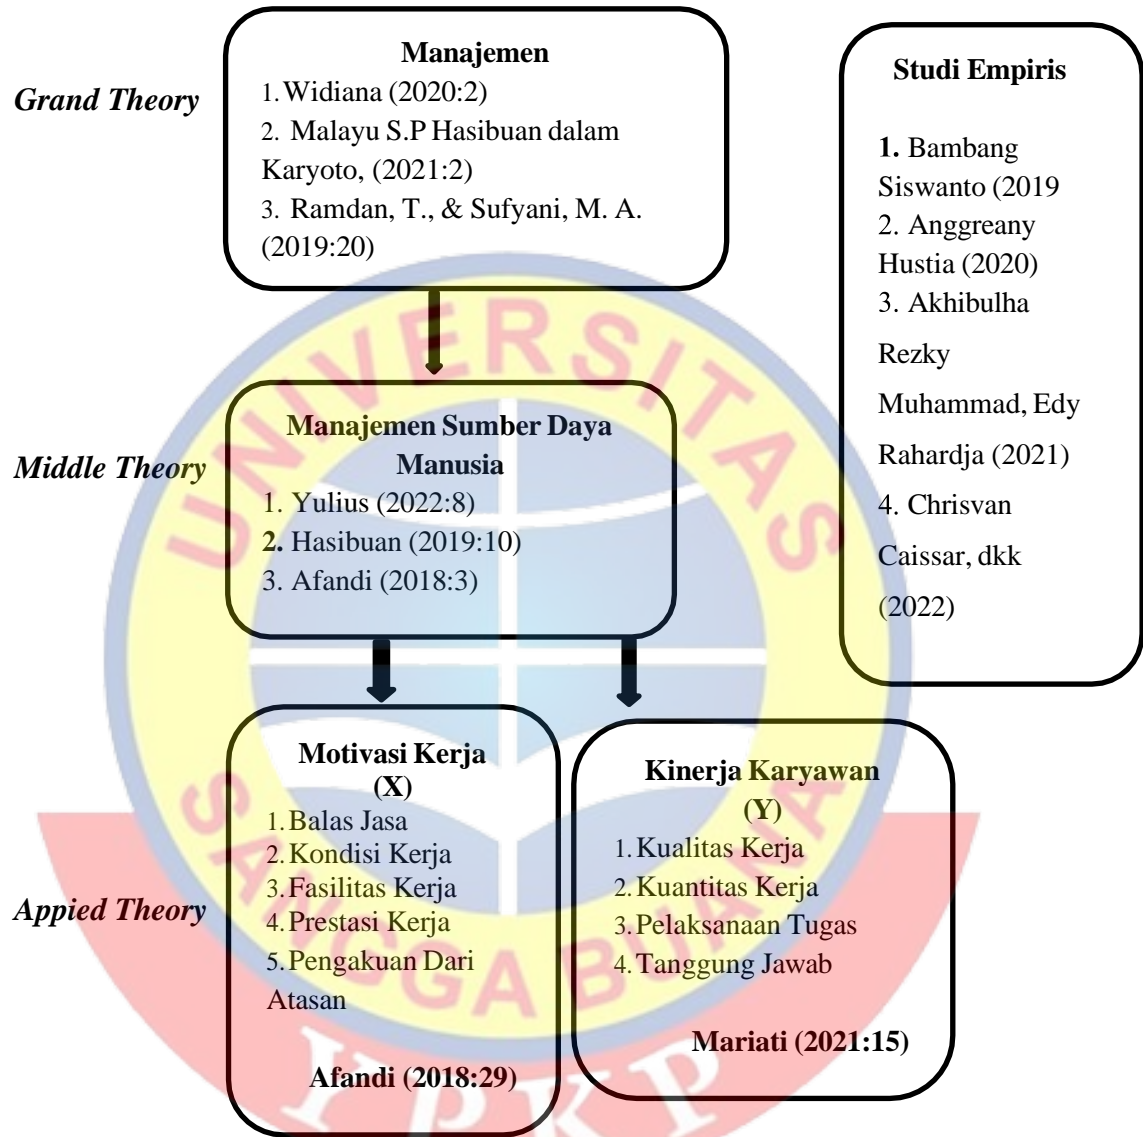 Grand Theory
Manajemen
1. Widiana (2020:2)
2. Malayu S.P Hasibuan dalam
Karyoto, (2021:2)
3. Ramdan, T., & Sufyani, M. A.
(2019:20)
Studi Empiris
1. Bambang
Siswanto (2019
2. Anggreany
Hustia (2020)
3. Akhibulha
Rezky
Muhammad, Edy
Rahardja (2021)
4. Chrisvan
Caissar, dkk
(2022)
Middle Theory
Manajemen Sumber Daya
Manusia
1. Yulius (2022:8)
2. Hasibuan (2019:10)
3. Afandi (2018:3)
Appied Theory
Motivasi Kerja
(X)
1. Balas Jasa
2. Kondisi Kerja
3. Fasilitas Kerja
4. Prestasi Kerja
5. Pengakuan Dari
Atasan
Afandi (2018:29)
Kinerja Karyawan
(Y)
1. Kualitas Kerja
2. Kuantitas Kerja
3. Pelaksanaan Tugas
4. Tanggung Jawab
Mariati (2021:15)
UNIVERSITAS
SANGGA BUANA
YPKP